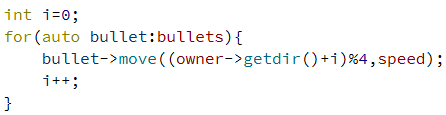 int i=0;
for(auto bullet:bullets){
    bullet->move((owner->getdir()+i)%4,speed);
    i++;
}